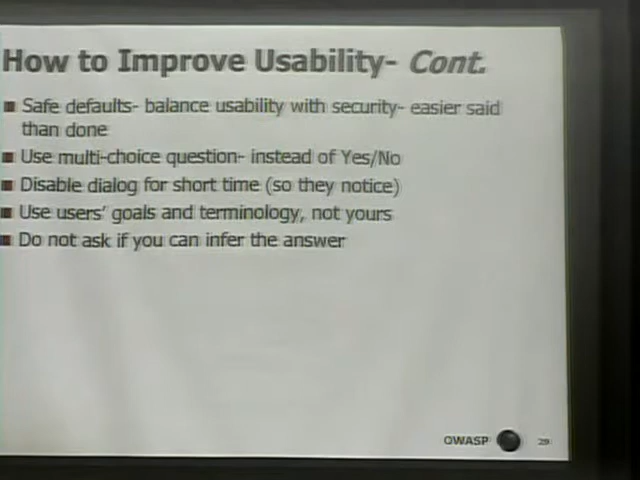 How to Improve Usability- Cont.
Safe defaults- balance usability with security- easier said
than done
Use multi-choice question- instead of Yes/No
Disable dialog for short time (so they notice)
Use users' goals and terminology, not yours
Do not ask if you can infer the answer
OWASP
29